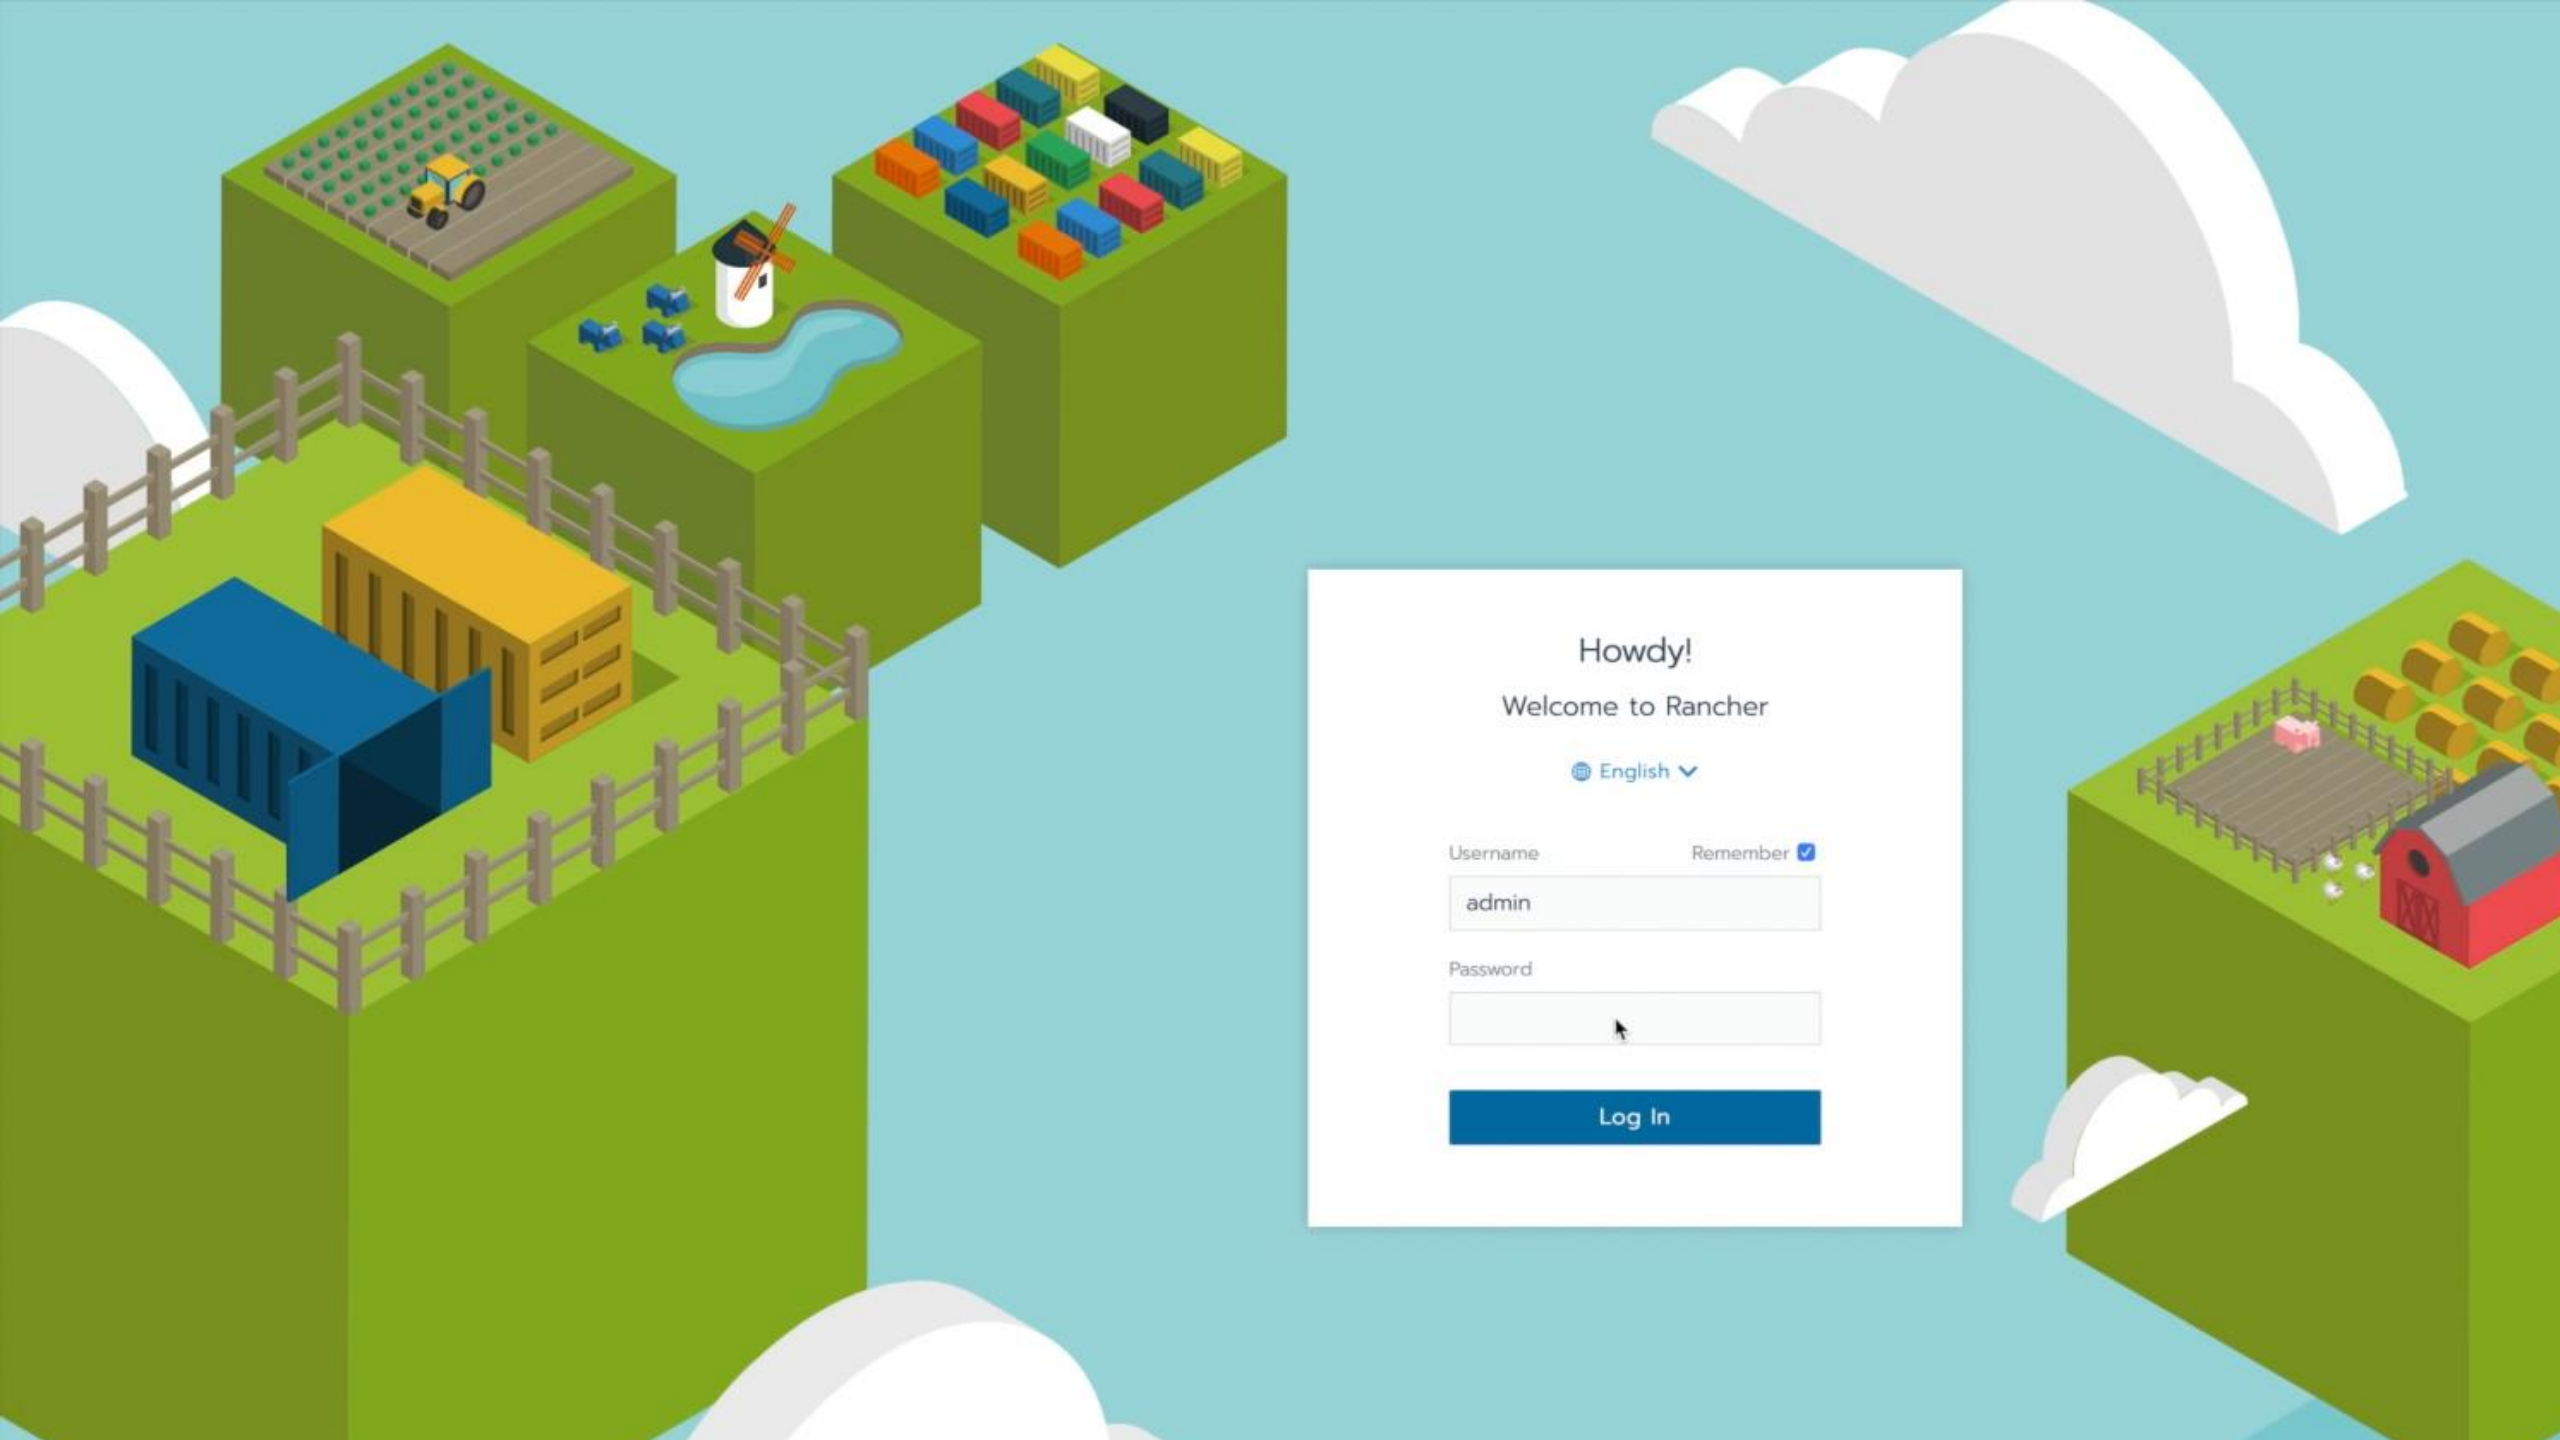 Howdy!
Welcome to Rancher
English
Username Remember
admin
Password
Log In